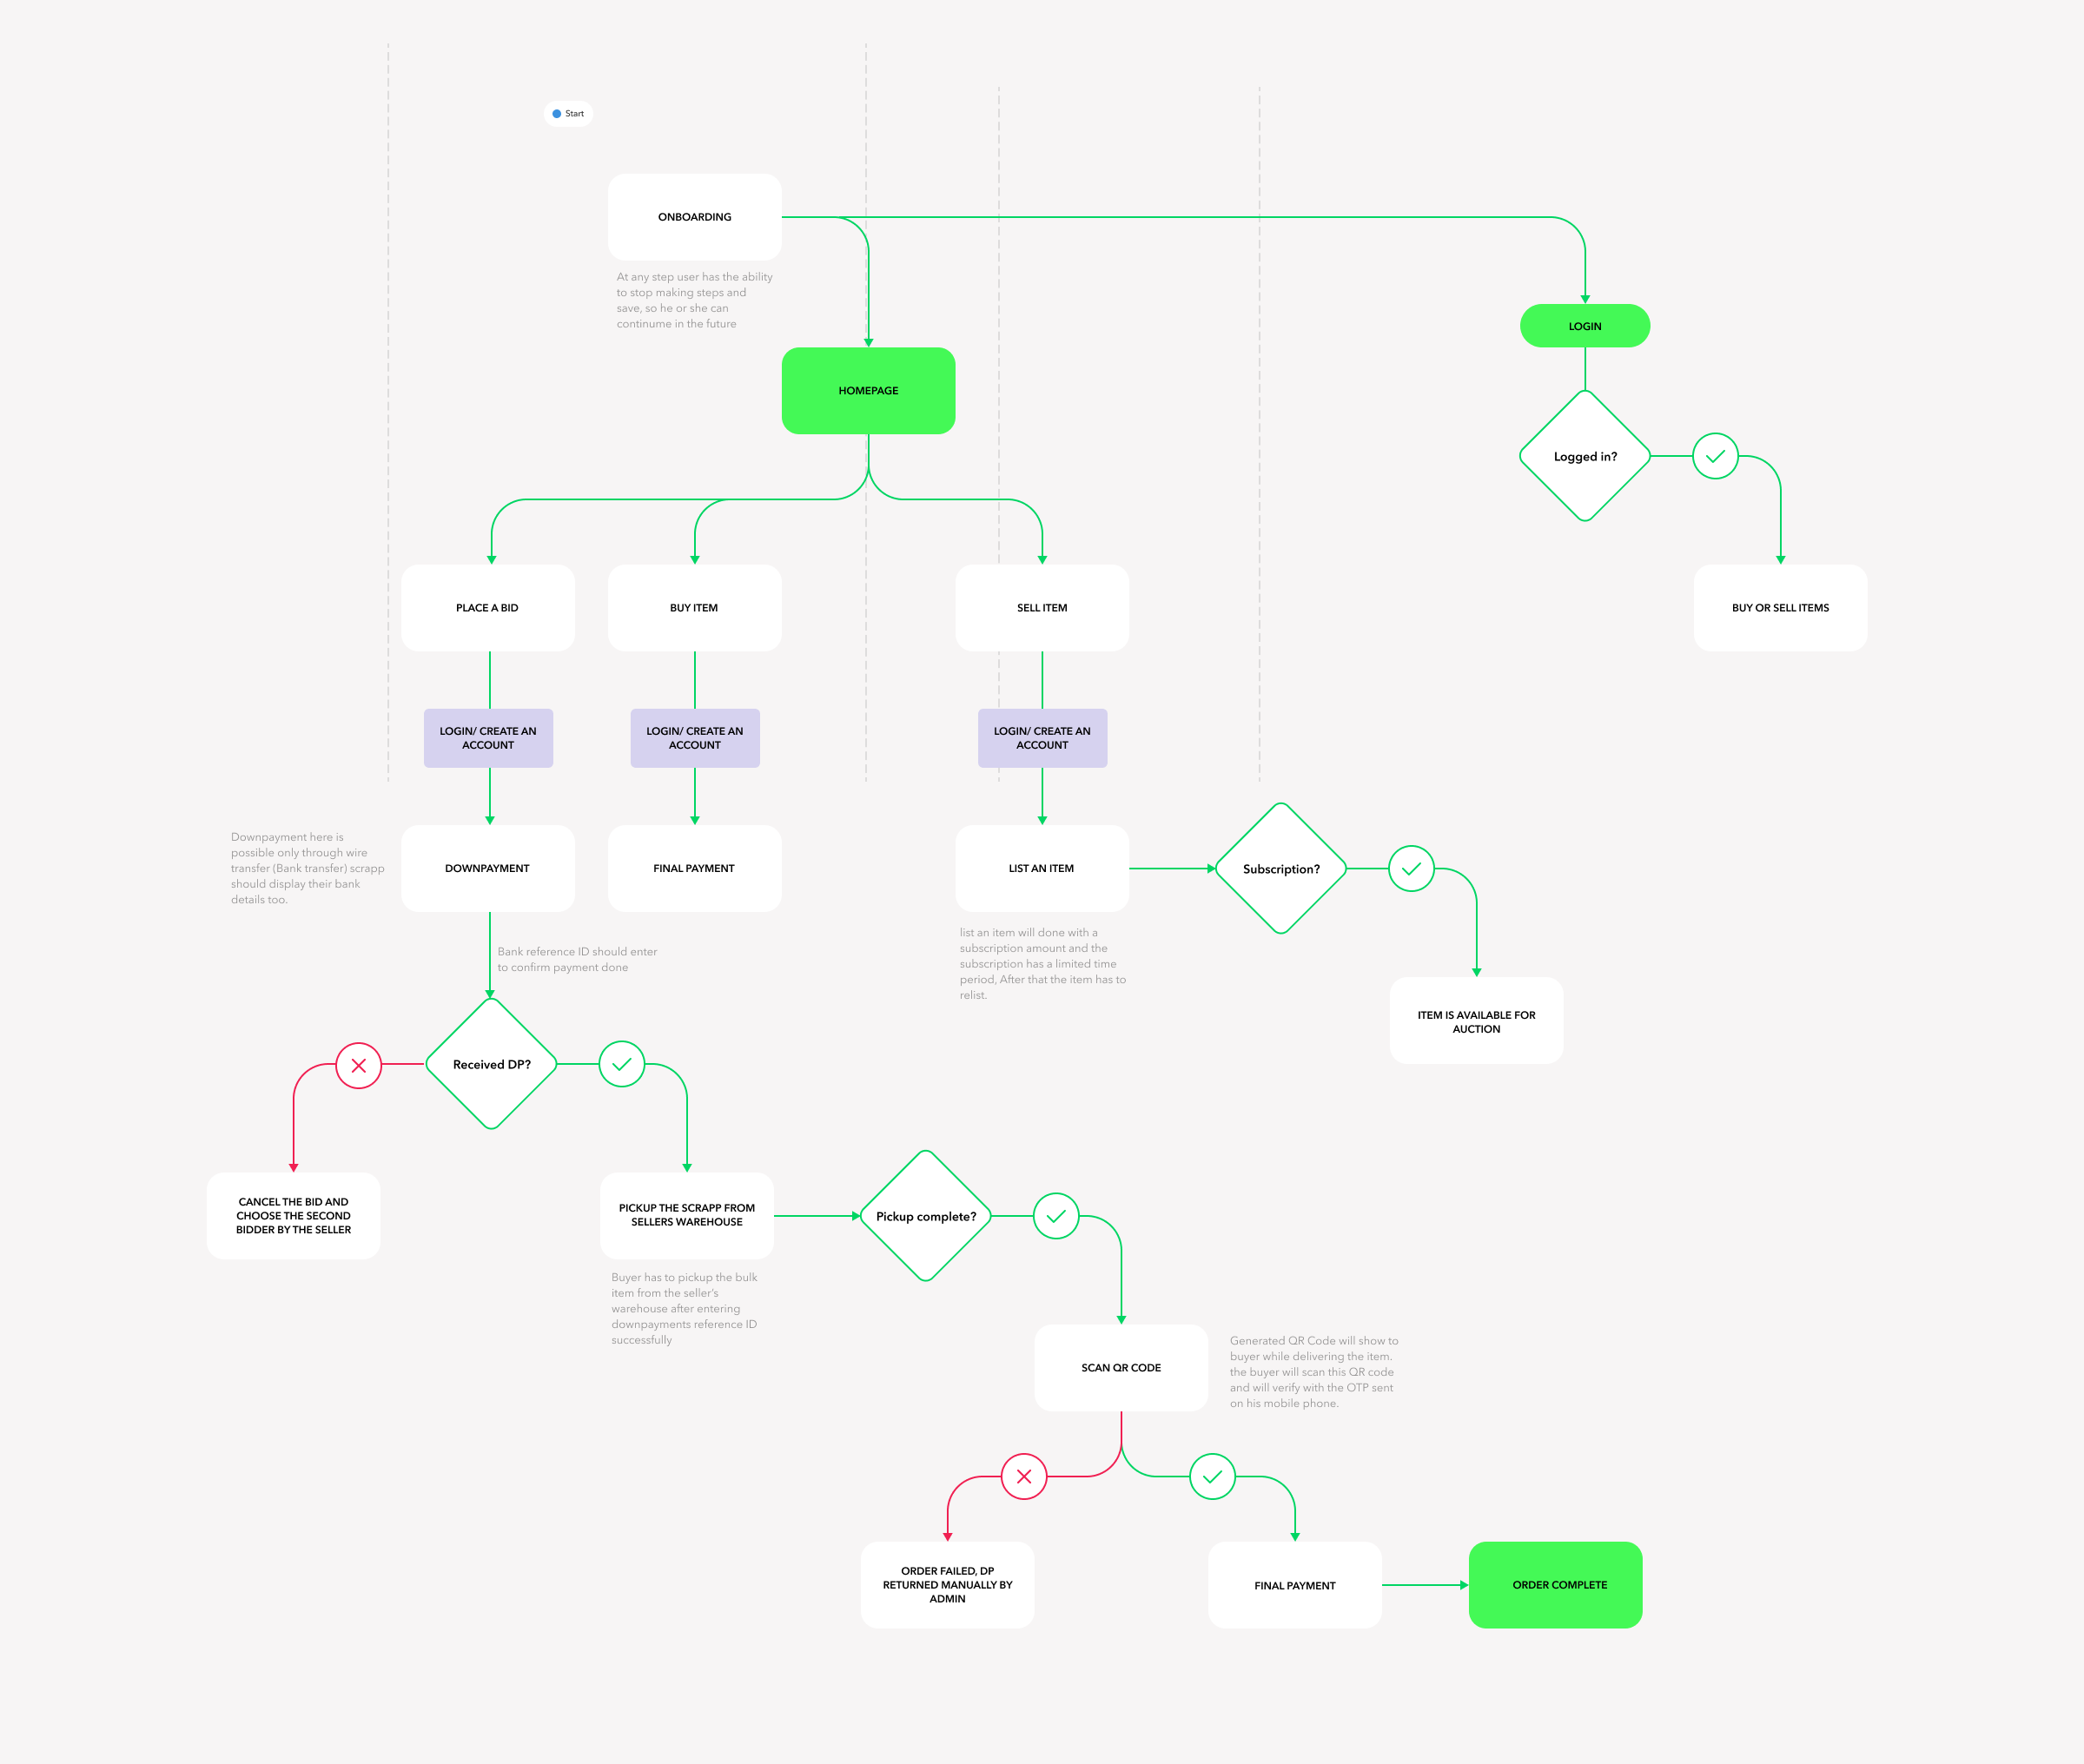 Start
ONBOARDING
At any step user has the ability
to stop making steps and
save, so he or she can
continume in the future
LOGIN
HOMEPAGE
Logged in?
PLACE A BID
BUY ITEM
SELL ITEM
BUY OR SELL ITEMS
LOGIN/ CREATE AN
ACCOUNT
LOGIN/ CREATE AN
ACCOUNT
LOGIN/ CREATE AN
ACCOUNT
Downpayment here is
possible only through wire
transfer (Bank transfer) scrapp
should display their bank
details too.
DOWNPAYMENT
FINAL PAYMENT
LIST AN ITEM
Subscription?
list an item will done with a
subscription amount and the
subscription has a limited time
period, After that the item has to
relist.
Bank reference ID should enter
to confirm payment done
ITEM IS AVAILABLE FOR
AUCTION
Received DP?
CANCEL THE BID AND
CHOOSE THE SECOND
BIDDER BY THE SELLER
PICKUP THE SCRAPP FROM
SELLERS WAREHOUSE
Pickup complete?
Buyer has to pickup the bulk
item from the seller's
warehouse after entering
downpayments reference ID
successfully
SCAN QR CODE
Generated QR Code will show to
buyer while delivering the item.
the buyer will scan this QR code
and will verify with the OTP sent
on his mobile phone.
ORDER FAILED, DP
RETURNED MANUALLY BY
ADMIN
FINAL PAYMENT
ORDER COMPLETE